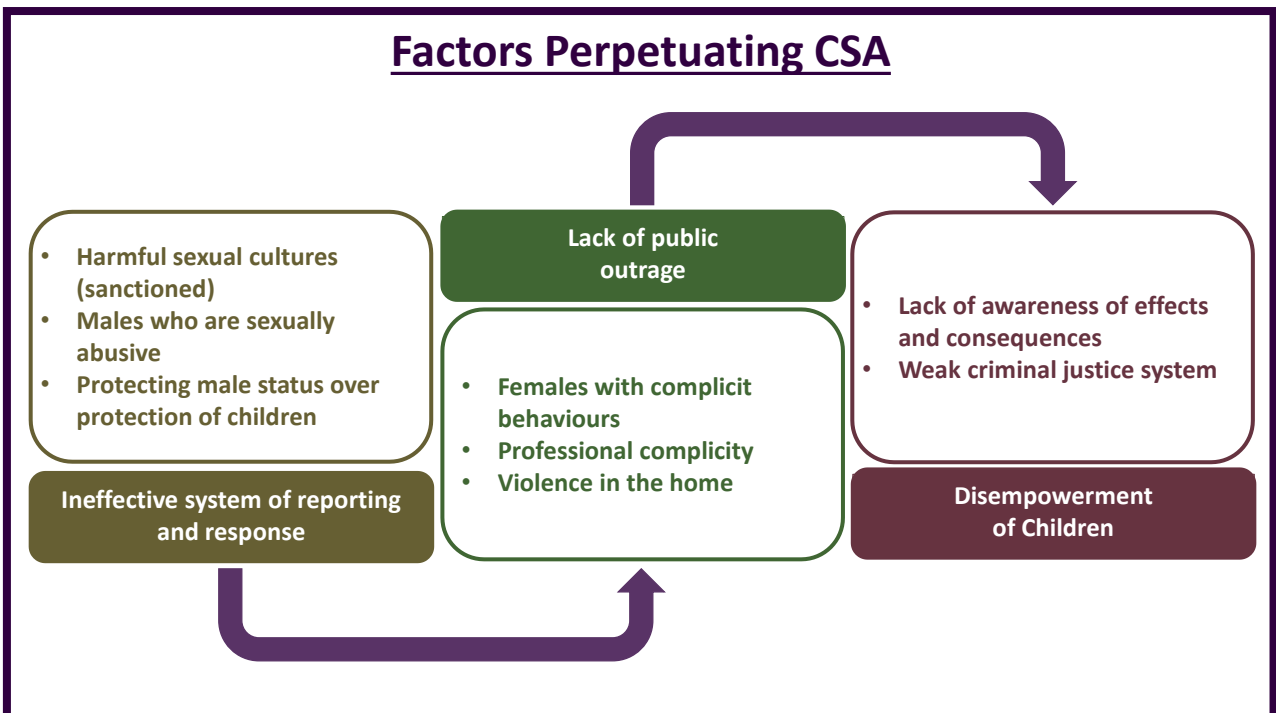 Factors Perpetuating CSA
• Harmful sexual cultures
(sanctioned)
• Males who are sexually
abusive
• Protecting male status over
protection of children
Ineffective system of reporting
and response
Lack of public
outrage
• Females with complicit
behaviours
• Professional complicity
• Violence in the home
• Lack of awareness of effects
and consequences
• Weak criminal justice system
Disempowerment
of Children